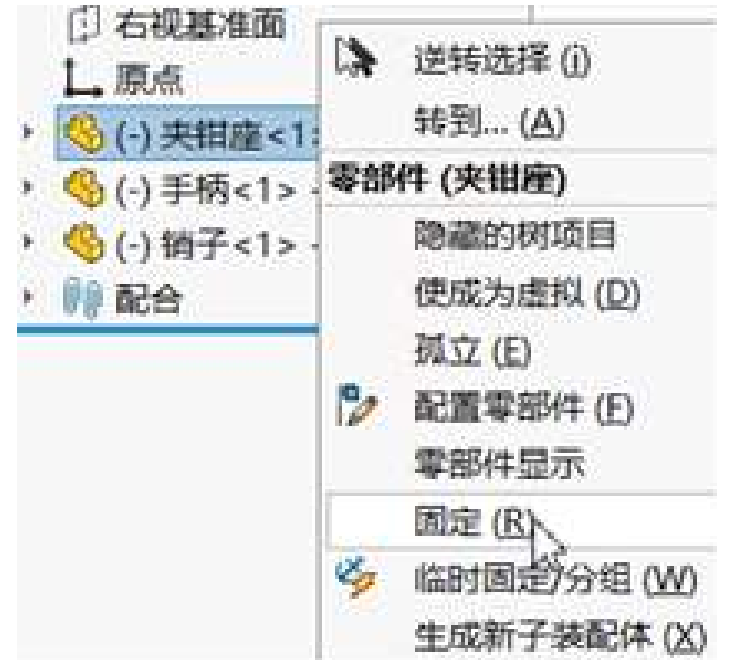 右视基准面
原点
(-) 夹钳座<1>
(-) 手柄<1> -
(-) 销子<1> -
配合
逆转选择 (I)
转到... (A)
零部件 (夹钳座)
隐藏的树项目
使成为虚拟 (D)
孤立 (E)
配置零部件 (F)
零部件显示
固定 (R)
临时固定/分组 (W)
生成新子装配体 (X)